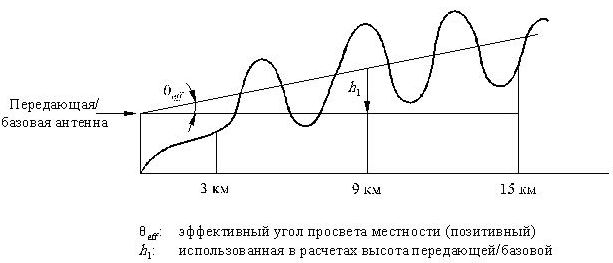 θeff
Передающая/
базовая антенна
h1
3 км
9 км
15 км
θeff: эффективный угол просвета местности (позитивный)
h1: использованная в расчетах высота передающей/базовой